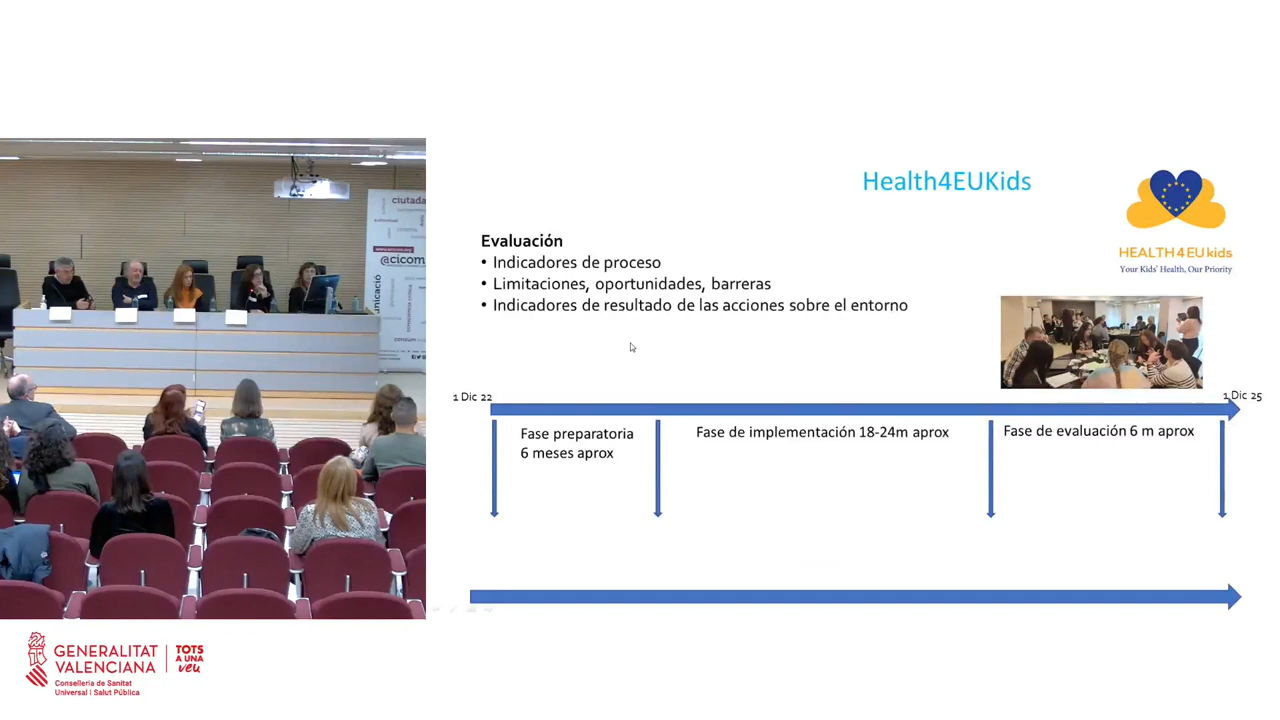 ciutada
@cicom
Health4EUKids
HEALTH4EUkids
Your Kids' Health, Our Priority
Evaluación
• Indicadores de proceso
• Limitaciones, oportunidades, barreras
• Indicadores de resultado de las acciones sobre el entorno
1 Dic 22
1 Dic 25
Fase preparatoria
6 meses aprox
Fase de implementación 18-24m aprox
Fase de evaluación 6 m aprox
GENERALITAT
VALENCIANA
Conselleria de Sanitat
Universal i Salut Pública
TOTS
A UNA
veu